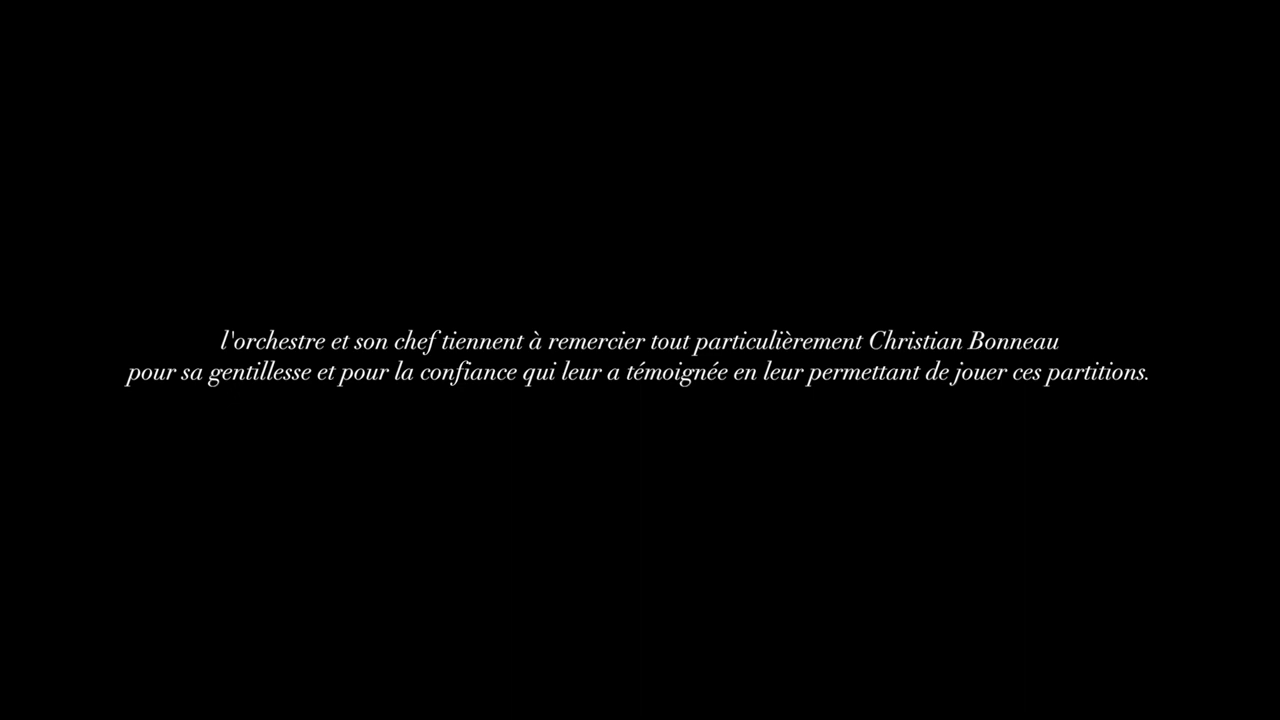 l'orchestre et son chef tiennent à remercier tout particulièrement Christian Bonneau
pour sa gentillesse et pour la confiance qui leur a témoignée en leur permettant de jouer ces partitions.